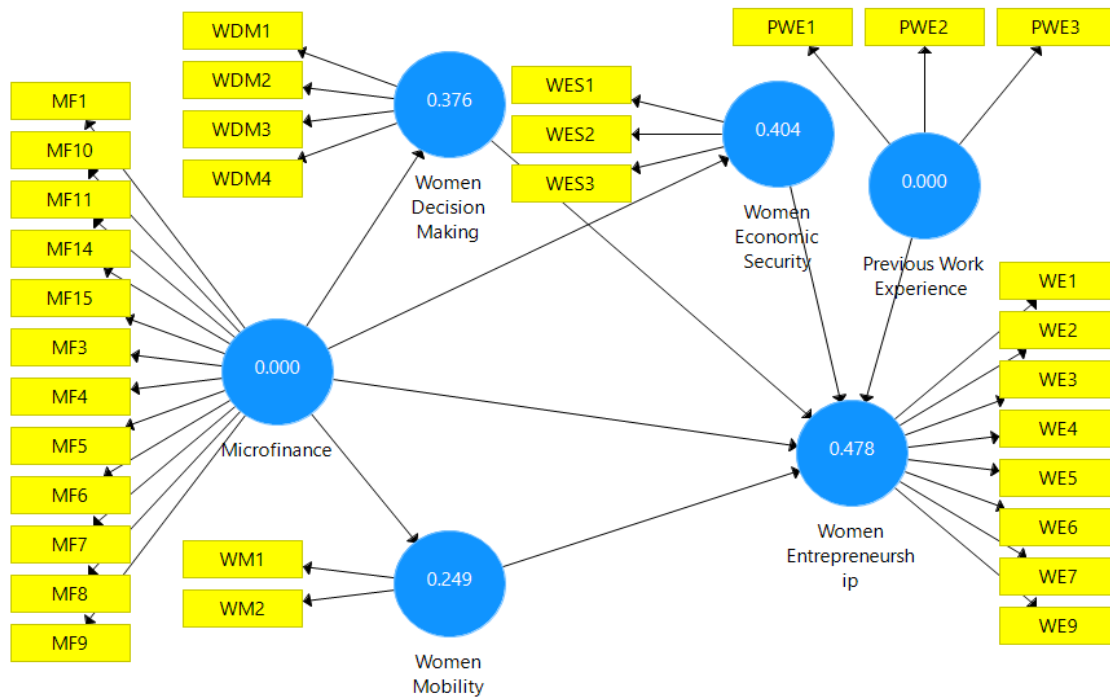 PWE1
PWE2
PWE3
WDM1
WDM2
WDM3
WDM4
0.376
Women
Decision
Making
WES1
WES2
WES3
0.404
Women
Economic
Security
0.000
Previous Work
Experience
MF1
MF10
MF11
MF14
MF15
MF3
MF4
MF5
MF6
MF7
MF8
MF9
0.000
Microfinance
WE1
WE2
WE3
WE4
WE5
WE6
WE7
WE9
0.478
Women
Entrepreneursh
ip
WM1
WM2
0.249
Women
Mobility